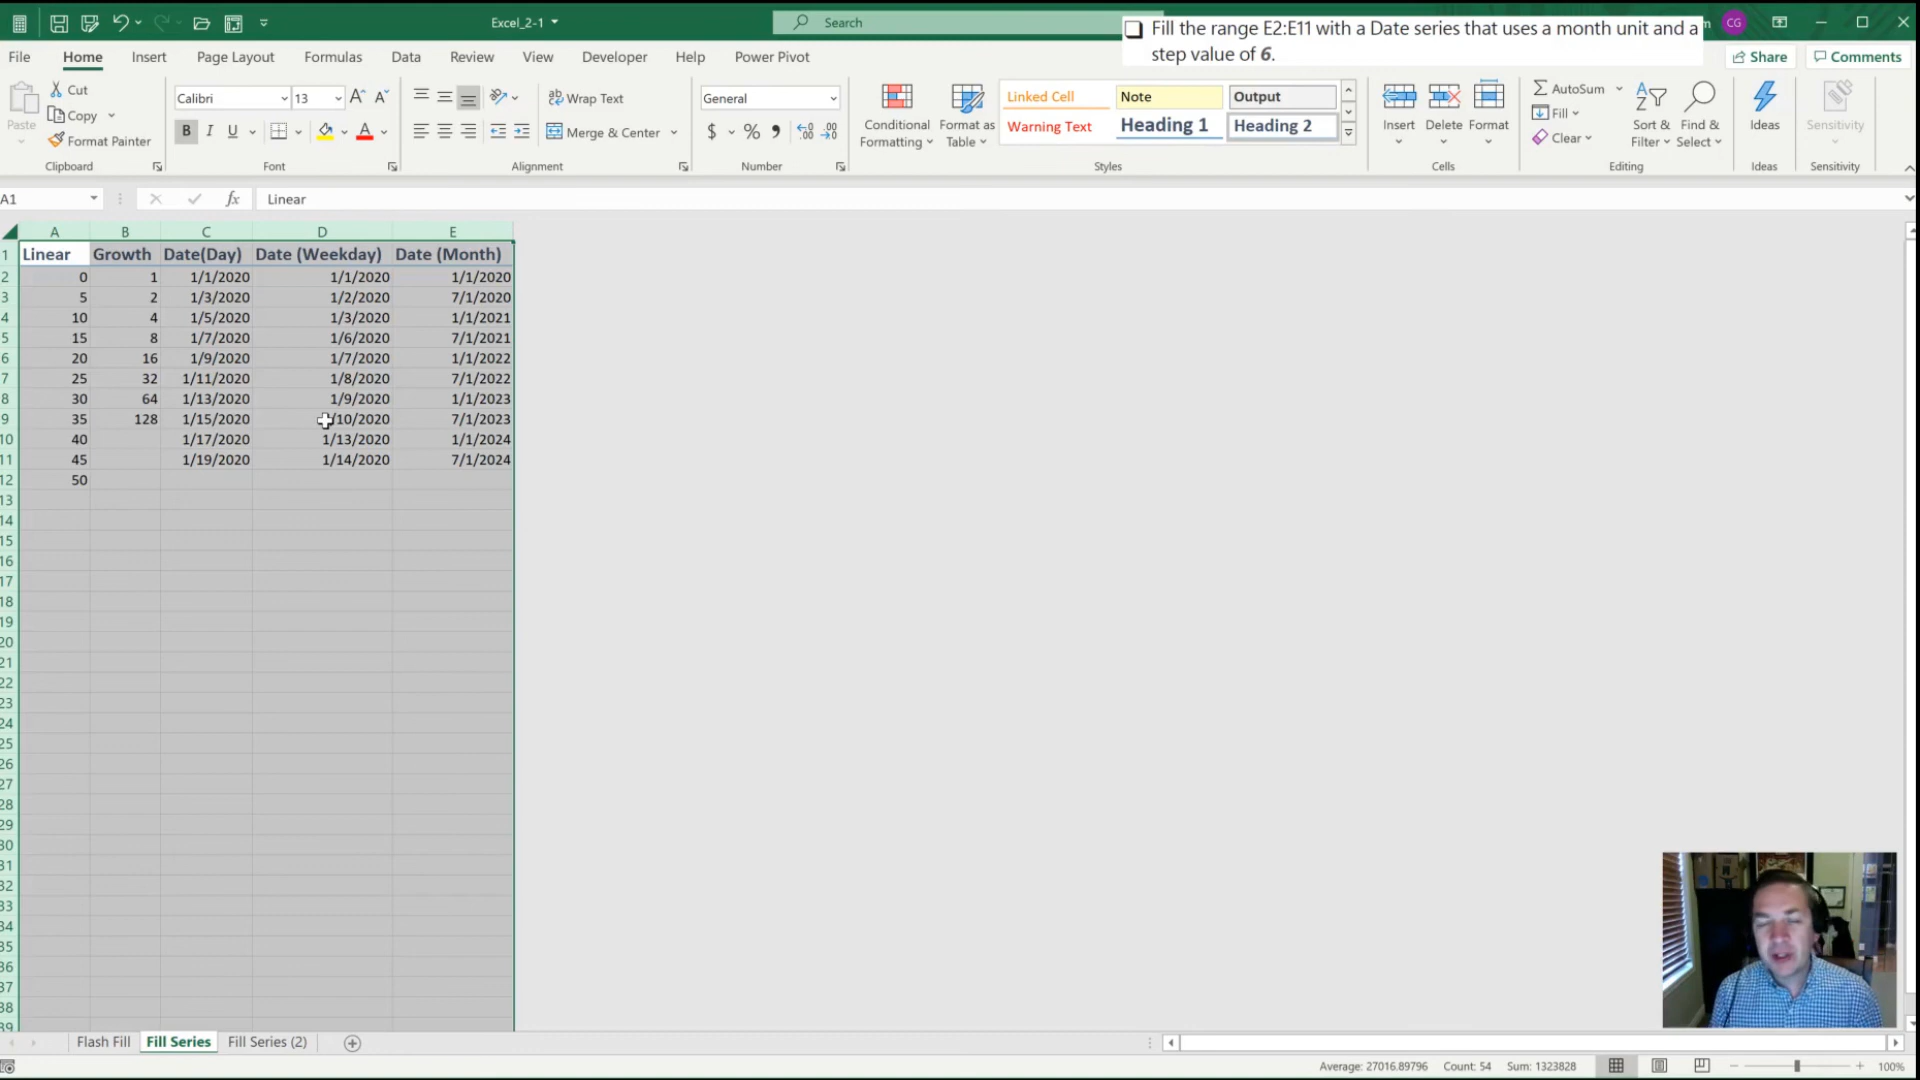 Excel_2-1
Search
Fill the range E2:E11 with a Date series that uses a month unit and a
step value of 6.
CG
File Home Insert Page Layout Formulas Data Review View Developer Help Power Pivot
Share Comments
Paste
Cut
Copy
Format Painter
Calibri 13
B I U
Wrap Text
Merge & Center
General
$ %
Conditional
Formatting
Format as
Table
Linked Cell Note Output
Warning Text Heading 1 Heading 2
Insert Delete Format
AutoSum
Fill
Clear
Sort &
Filter
Find &
Select
Ideas
Sensitivity
Clipboard Font Alignment Number Styles Cells Editing Ideas Sensitivity
A1 fx Linear
A B C D E
1 Linear Growth Date(Day) Date (Weekday) Date (Month)
2 0 1 1/1/2020 1/1/2020 1/1/2020
3 5 2 1/3/2020 1/2/2020 7/1/2020
4 10 4 1/5/2020 1/3/2020 1/1/2021
5 15 8 1/7/2020 1/6/2020 7/1/2021
6 20 16 1/9/2020 1/7/2020 1/1/2022
7 25 32 1/11/2020 1/8/2020 7/1/2022
8 30 64 1/13/2020 1/9/2020 1/1/2023
9 35 128 1/15/2020 /10/2020 7/1/2023
10 40 1/17/2020 1/13/2020 1/1/2024
11 45 1/19/2020 1/14/2020 7/1/2024
12 50
13
14
15
16
17
18
19
20
21
22
23
24
25
26
27
28
29
30
31
32
33
34
35
36
37
38
39
Flash Fill Fill Series Fill Series (2)
Average: 27016.89796 Count: 54 Sum: 1323828 100%